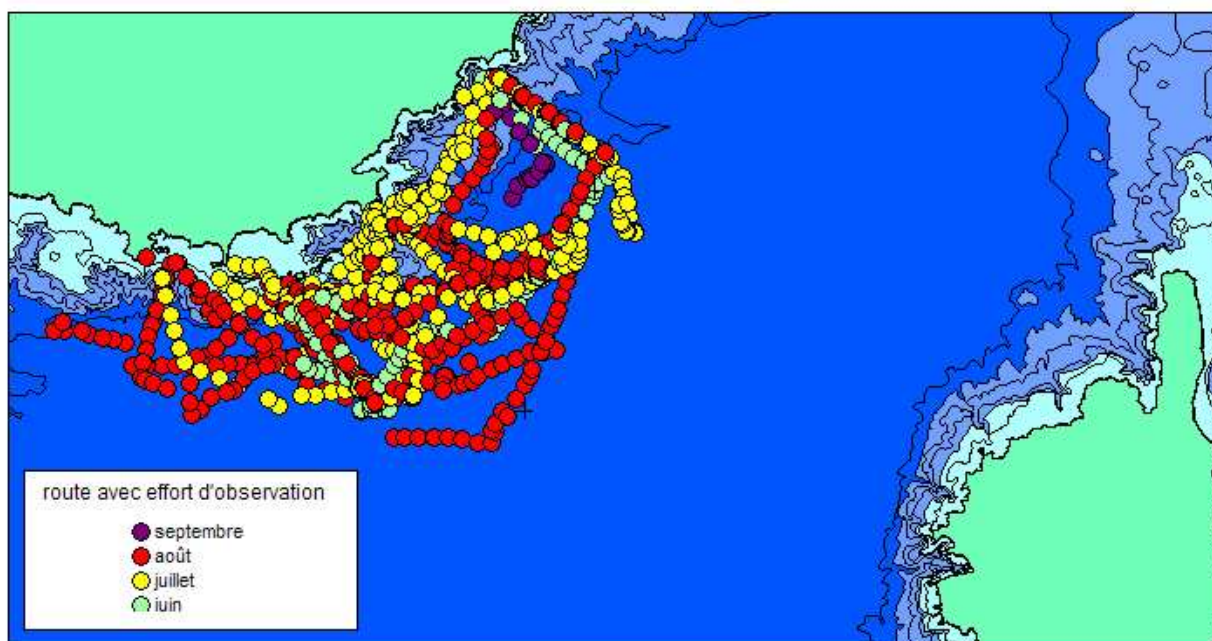 route avec effort d'observation
septembre
août
juillet
juin